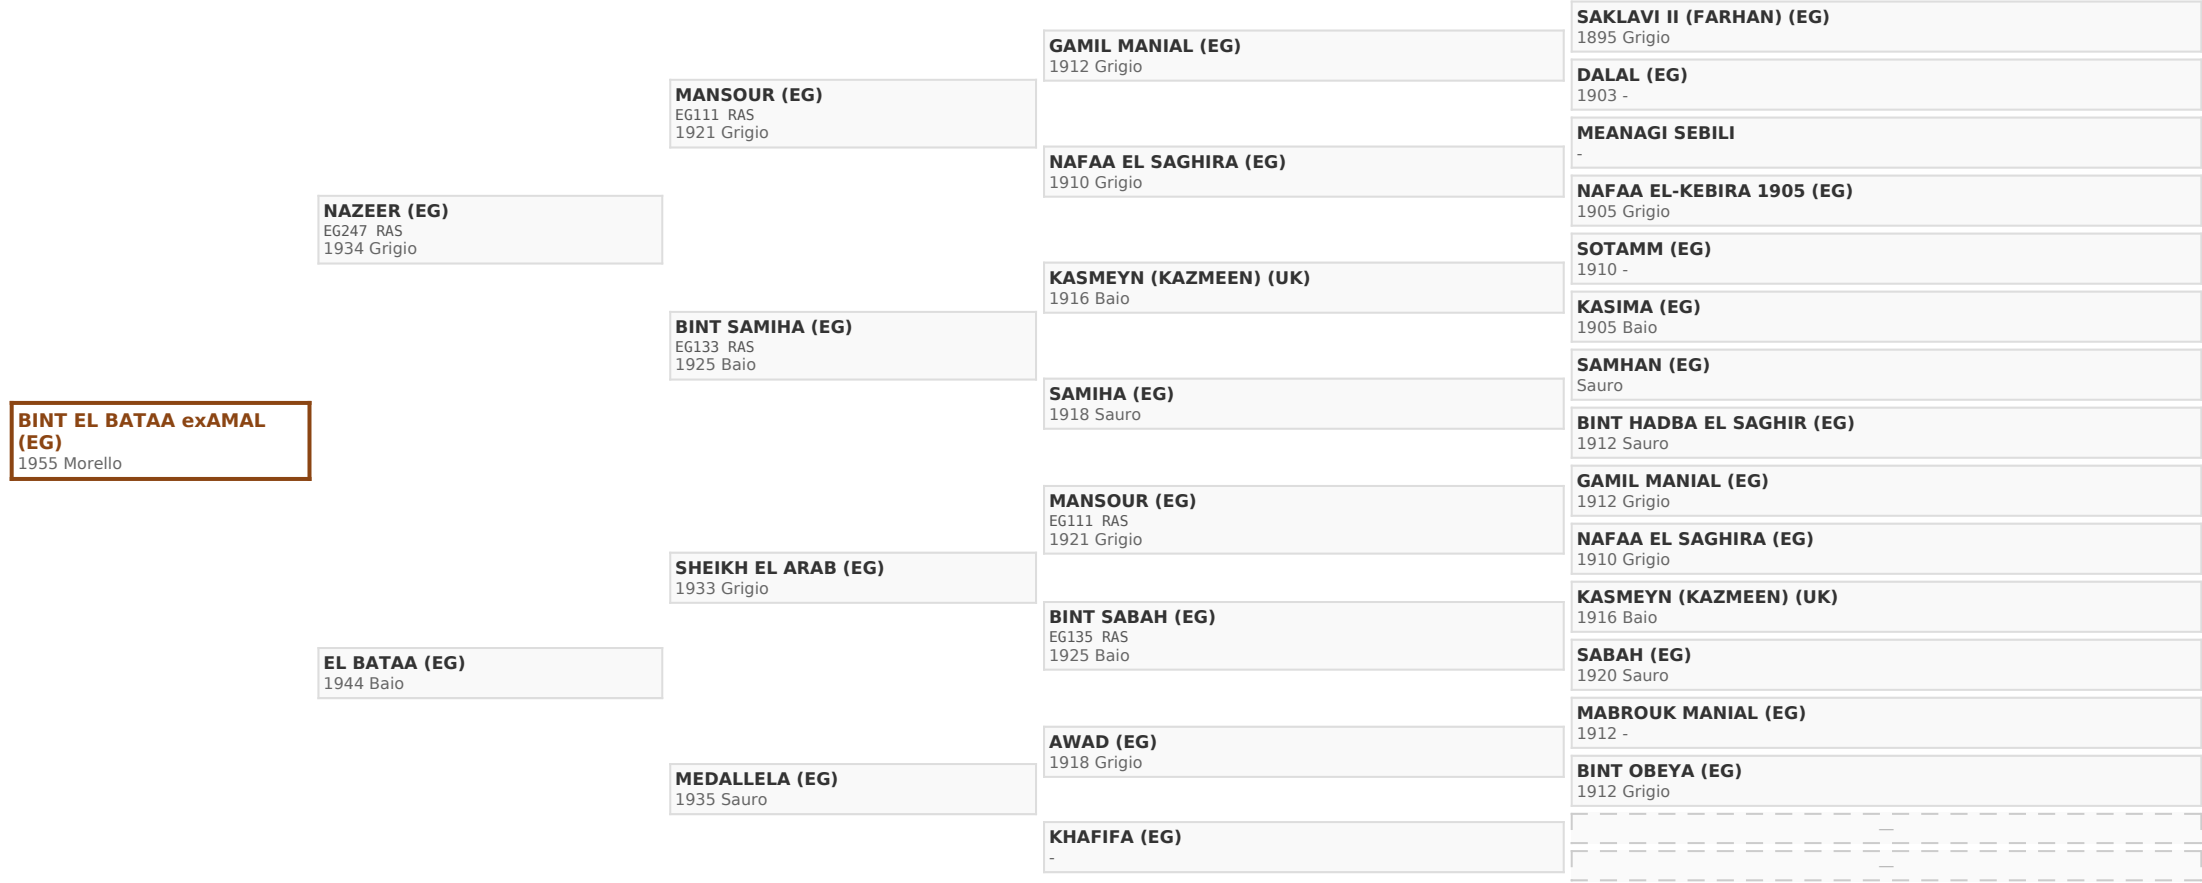 BINT EL BATAA exAMAL
(EG)
1955 Morello
NAZEER (EG)
EG247 RAS
1934 Grigio
EL BATAA (EG)
1944 Baio
MANSOUR (EG)
EG111 RAS
1921 Grigio
BINT SAMIHA (EG)
EG133 RAS
1925 Baio
SHEIKH EL ARAB (EG)
1933 Grigio
MEDALLELA (EG)
1935 Sauro
GAMIL MANIAL (EG)
1912 Grigio
NAFAA EL SAGHIRA (EG)
1910 Grigio
KASMEYN (KAZMEEN) (UK)
1916 Baio
SAMIHA (EG)
1918 Sauro
MANSOUR (EG)
EG111 RAS
1921 Grigio
BINT SABAH (EG)
EG135 RAS
1925 Baio
AWAD (EG)
1918 Grigio
KHAFIFA (EG)
-
SAKLAVI II (FARHAN) (EG)
1895 Grigio
DALAL (EG)
1903 -
MEANAGI SEBILI
-
NAFAA EL-KEBIRA 1905 (EG)
1905 Grigio
SOTAMM (EG)
1910 -
KASIMA (EG)
1905 Baio
SAMHAN (EG)
Sauro
BINT HADBA EL SAGHIR (EG)
1912 Sauro
GAMIL MANIAL (EG)
1912 Grigio
NAFAA EL SAGHIRA (EG)
1910 Grigio
KASMEYN (KAZMEEN) (UK)
1916 Baio
SABAH (EG)
1920 Sauro
MABROUK MANIAL (EG)
1912 -
BINT OBEYA (EG)
1912 Grigio
—
—